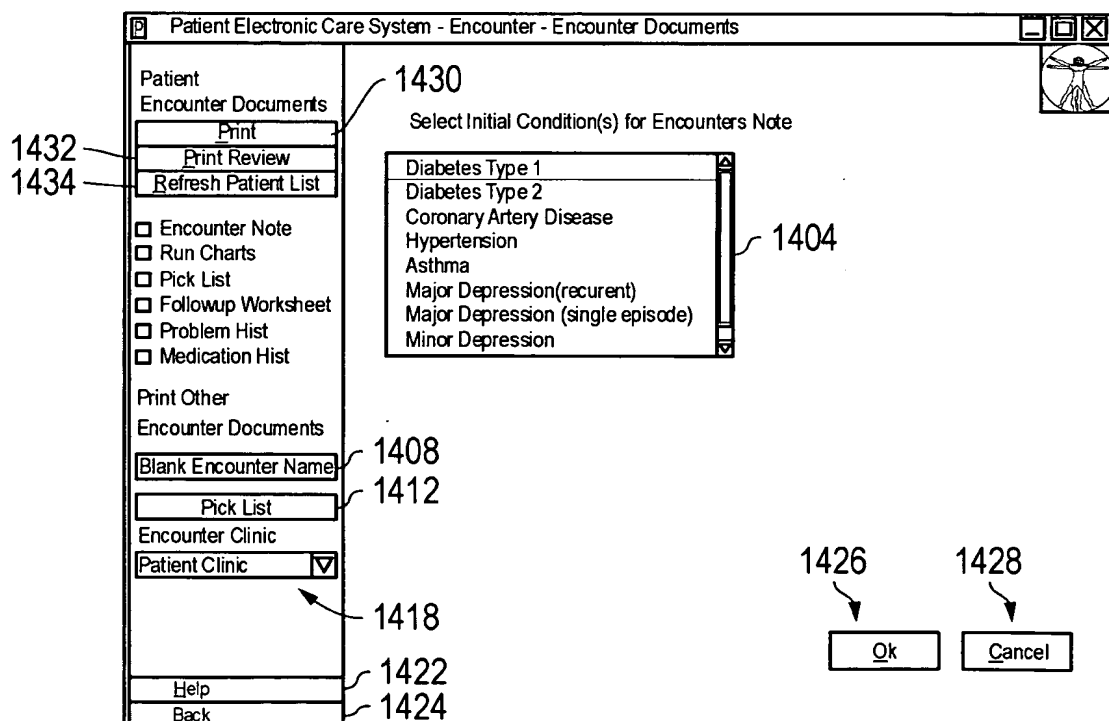 P Patient Electronic Care System - Encounter - Encounter Documents
Patient
Encounter Documents
1430
Print
1432
Print Review
1434
Refresh Patient List
Encounter Note
Run Charts
Pick List
Followup Worksheet
Problem Hist
Medication Hist
Print Other
Encounter Documents
Blank Encounter Name
1408
Pick List
1412
Encounter Clinic
Patient Clinic
1418
Help
1422
Back
1424
Select Initial Condition(s) for Encounters Note
Diabetes Type 1
Diabetes Type 2
Coronary Artery Disease
Hypertension
Asthma
Major Depression(recurent)
Major Depression (single episode)
Minor Depression
1404
1426
1428
Ok
Cancel